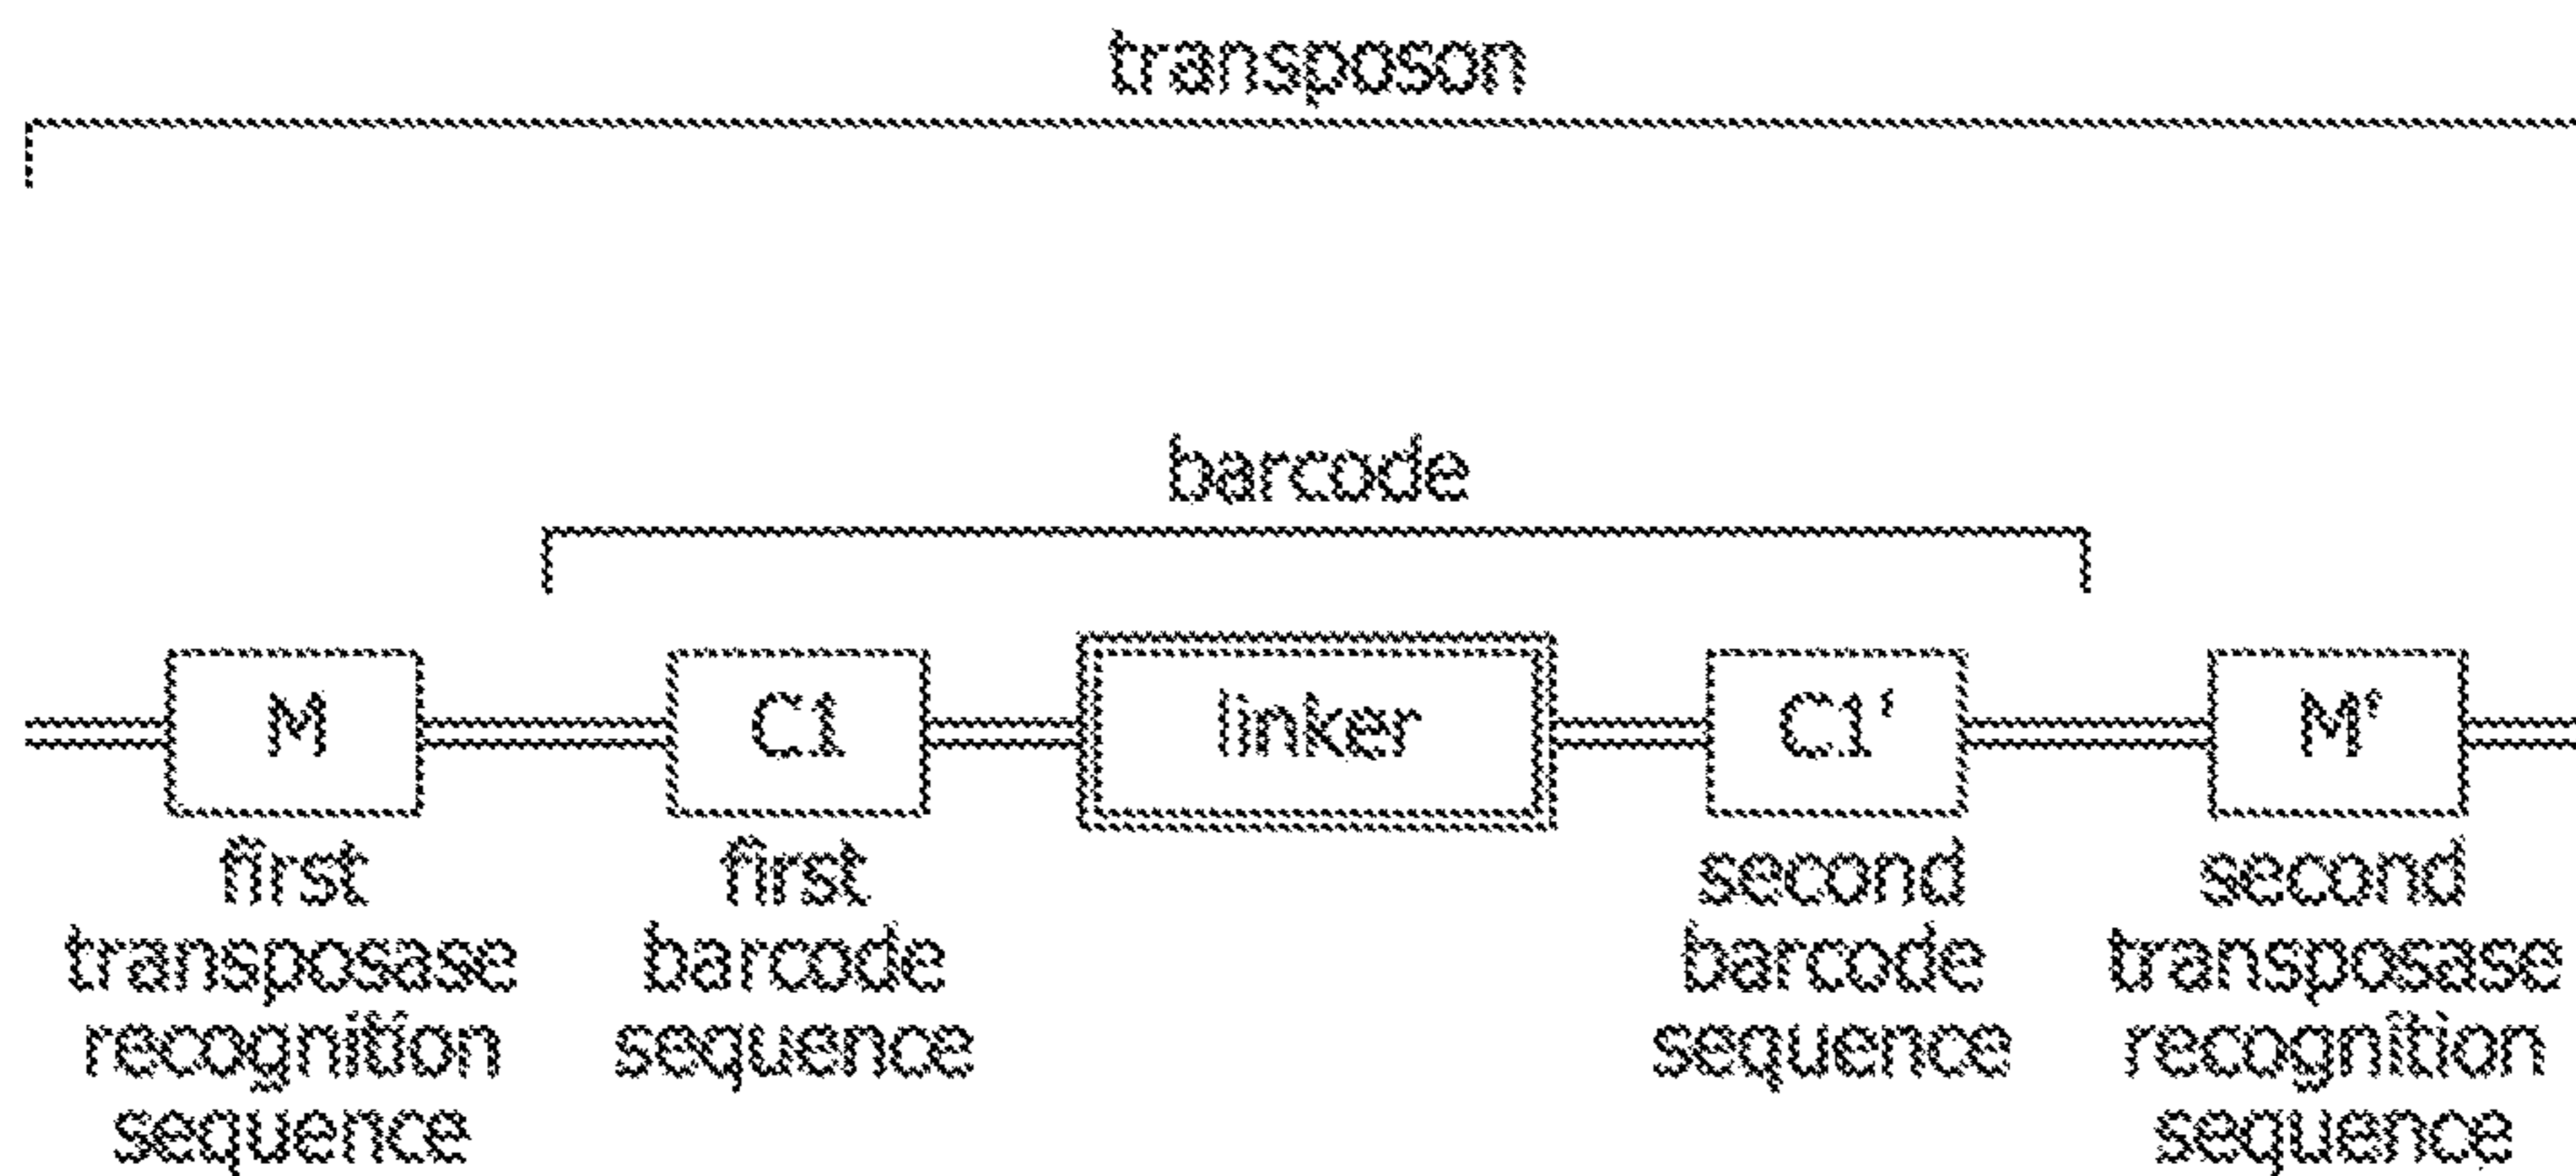 transposon
barcode
M
C1
linker
C1'
M'
first
transposase
recognition
sequence
first
barcode
sequence
second
barcode
sequence
second
transposase
recognition
sequence